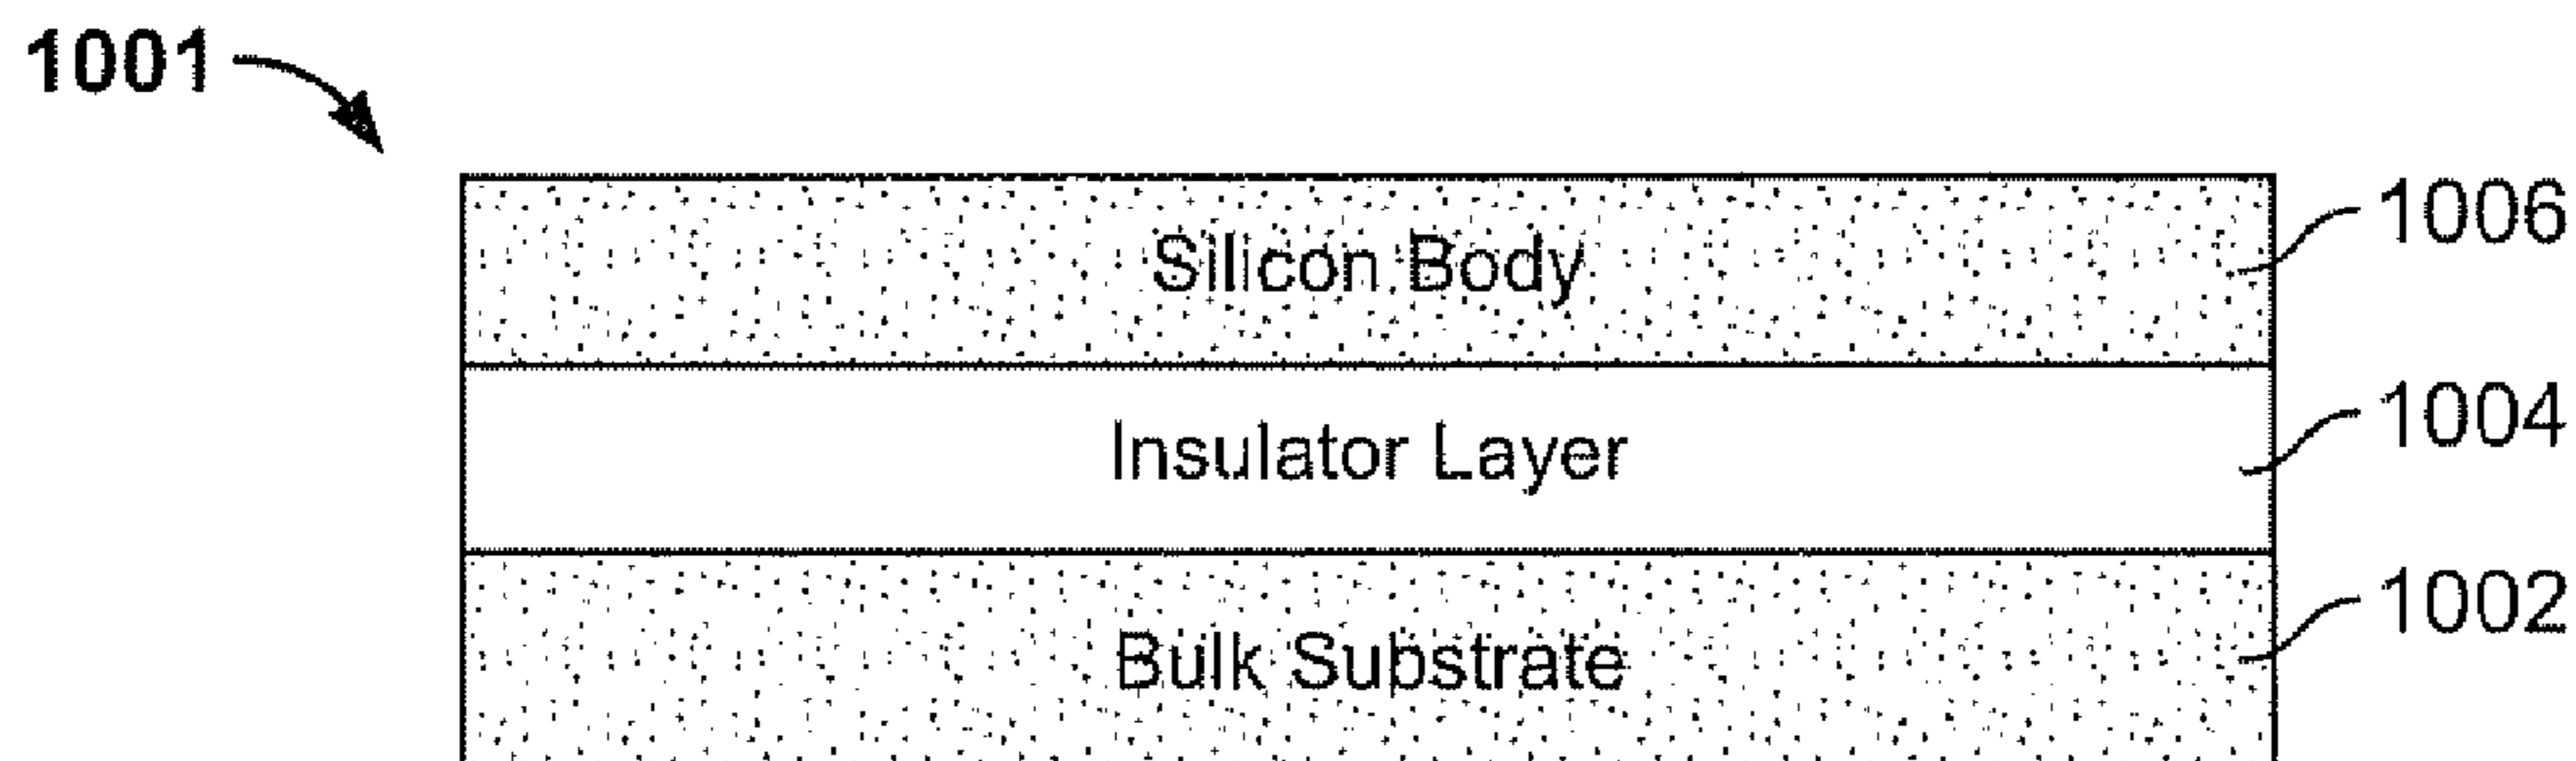 1001
Silicon Body
1006
Insulator Layer
1004
Bulk Substrate
1002